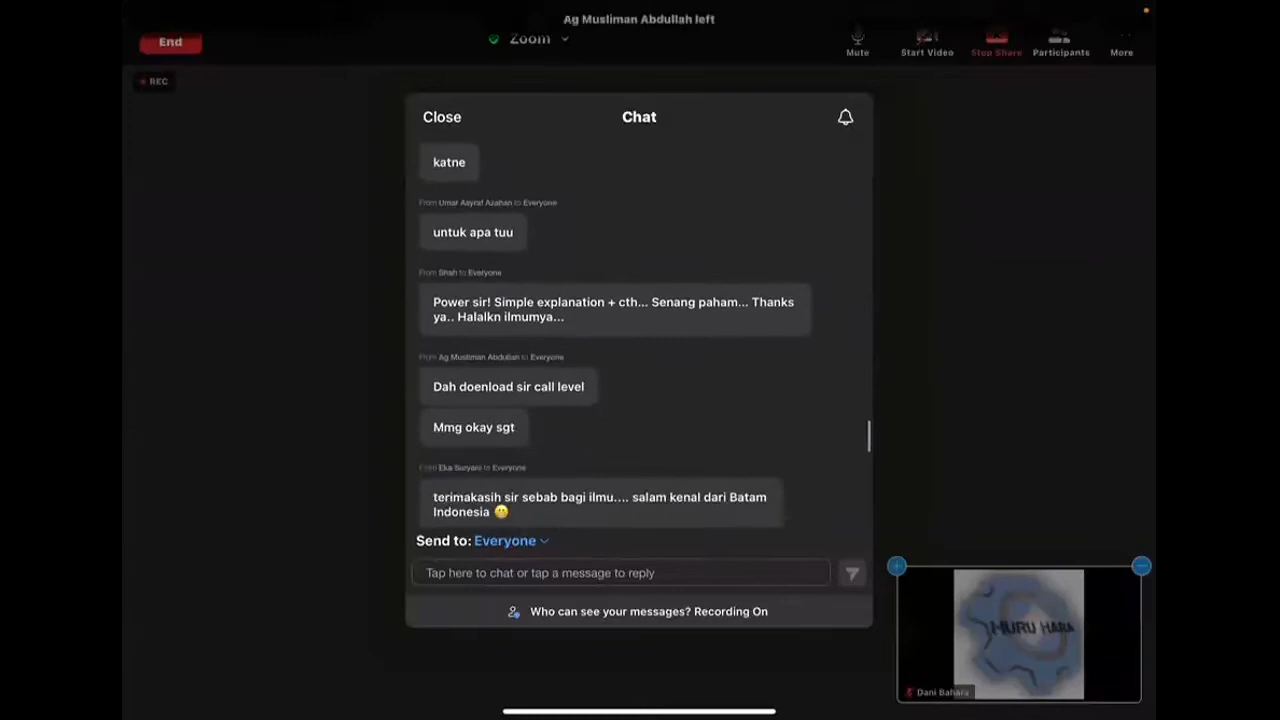 Ag Musliman Abdullah left
End
Zoom
Mute
Start Video
Stop Share
Participants
More
REC
Close
Chat
katne
From Umar Asyraf Azahan to Everyone
untuk apa tuu
From Shah to Everyone
Power sir! Simple explanation + cth... Senang paham... Thanks
ya.. Halalkn ilmumya...
From Ag Musliman Abdullah to Everyone
Dah doenload sir call level
Mmg okay sgt
From Eka Suryani to Everyone
terimakasih sir sebab bagi ilmu.... salam kenal dari Batam
Indonesia 😁
Send to: Everyone
Tap here to chat or tap a message to reply
Who can see your messages? Recording On
HURU HARA
Dani Bahara